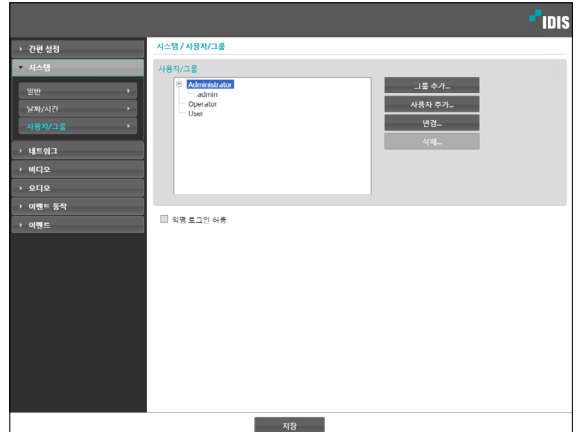 IDIS
간편 설정
시스템
일반
날짜/시간
사용자/그룹
네트워크
비디오
오디오
이벤트 동작
이벤트
시스템 / 사용자/그룹
사용자/그룹
Administrator
admin
Operator
User
그룹 추가...
사용자 추가...
변경...
삭제...
익명 로그인 허용
저장